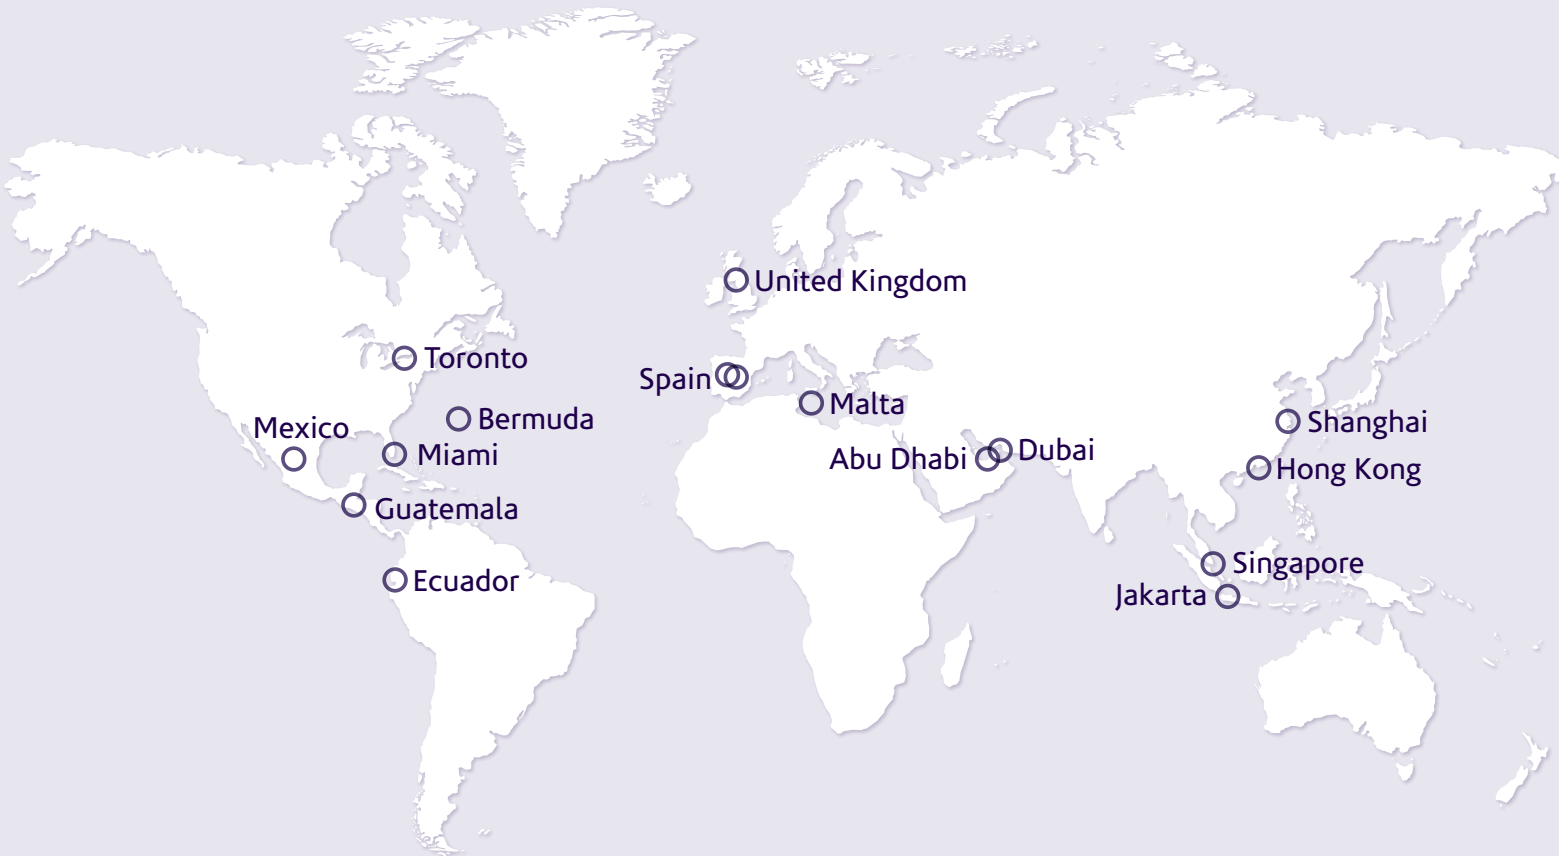 United Kingdom
Toronto
Spain
Malta
Bermuda
Mexico
Shanghai
Miami
Abu Dhabi
Dubai
Hong Kong
Guatemala
Singapore
Ecuador
Jakarta